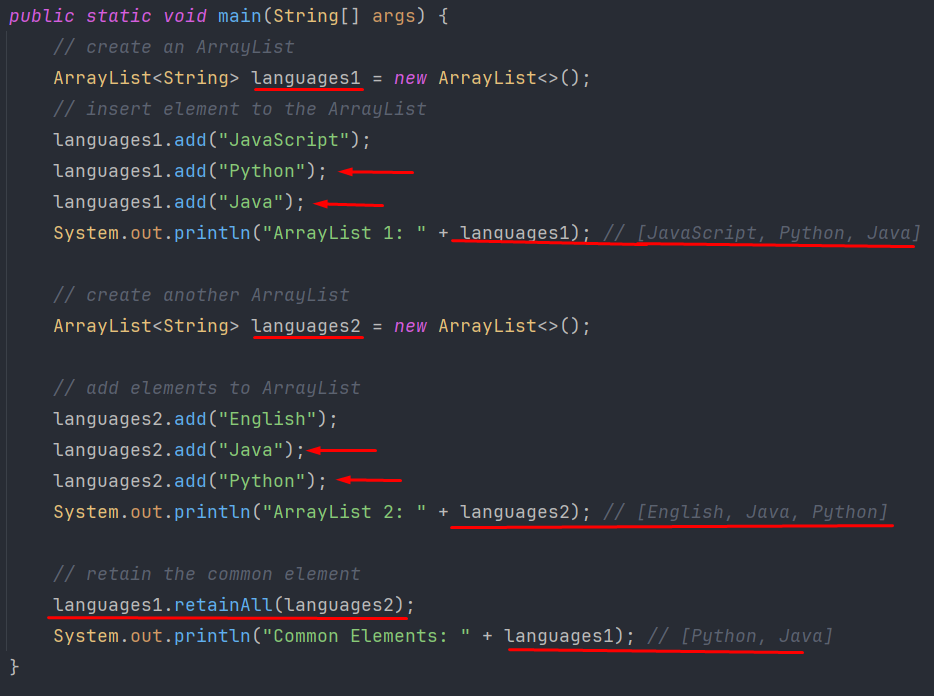 public static void main(String[] args) {
// create an ArrayList
ArrayList<String> languages1 = new ArrayList<>();
// insert element to the ArrayList
languages1.add("JavaScript");
languages1.add("Python");
languages1.add("Java");
System.out.println("ArrayList 1: " + languages1); // [JavaScript, Python, Java]
// create another ArrayList
ArrayList<String> languages2 = new ArrayList<>();
// add elements to ArrayList
languages2.add("English");
languages2.add("Java");
languages2.add("Python");
System.out.println("ArrayList 2: " + languages2); // [English, Java, Python]
// retain the common element
languages1.retainAll(languages2);
System.out.println("Common Elements: " + languages1); // [Python, Java]
}